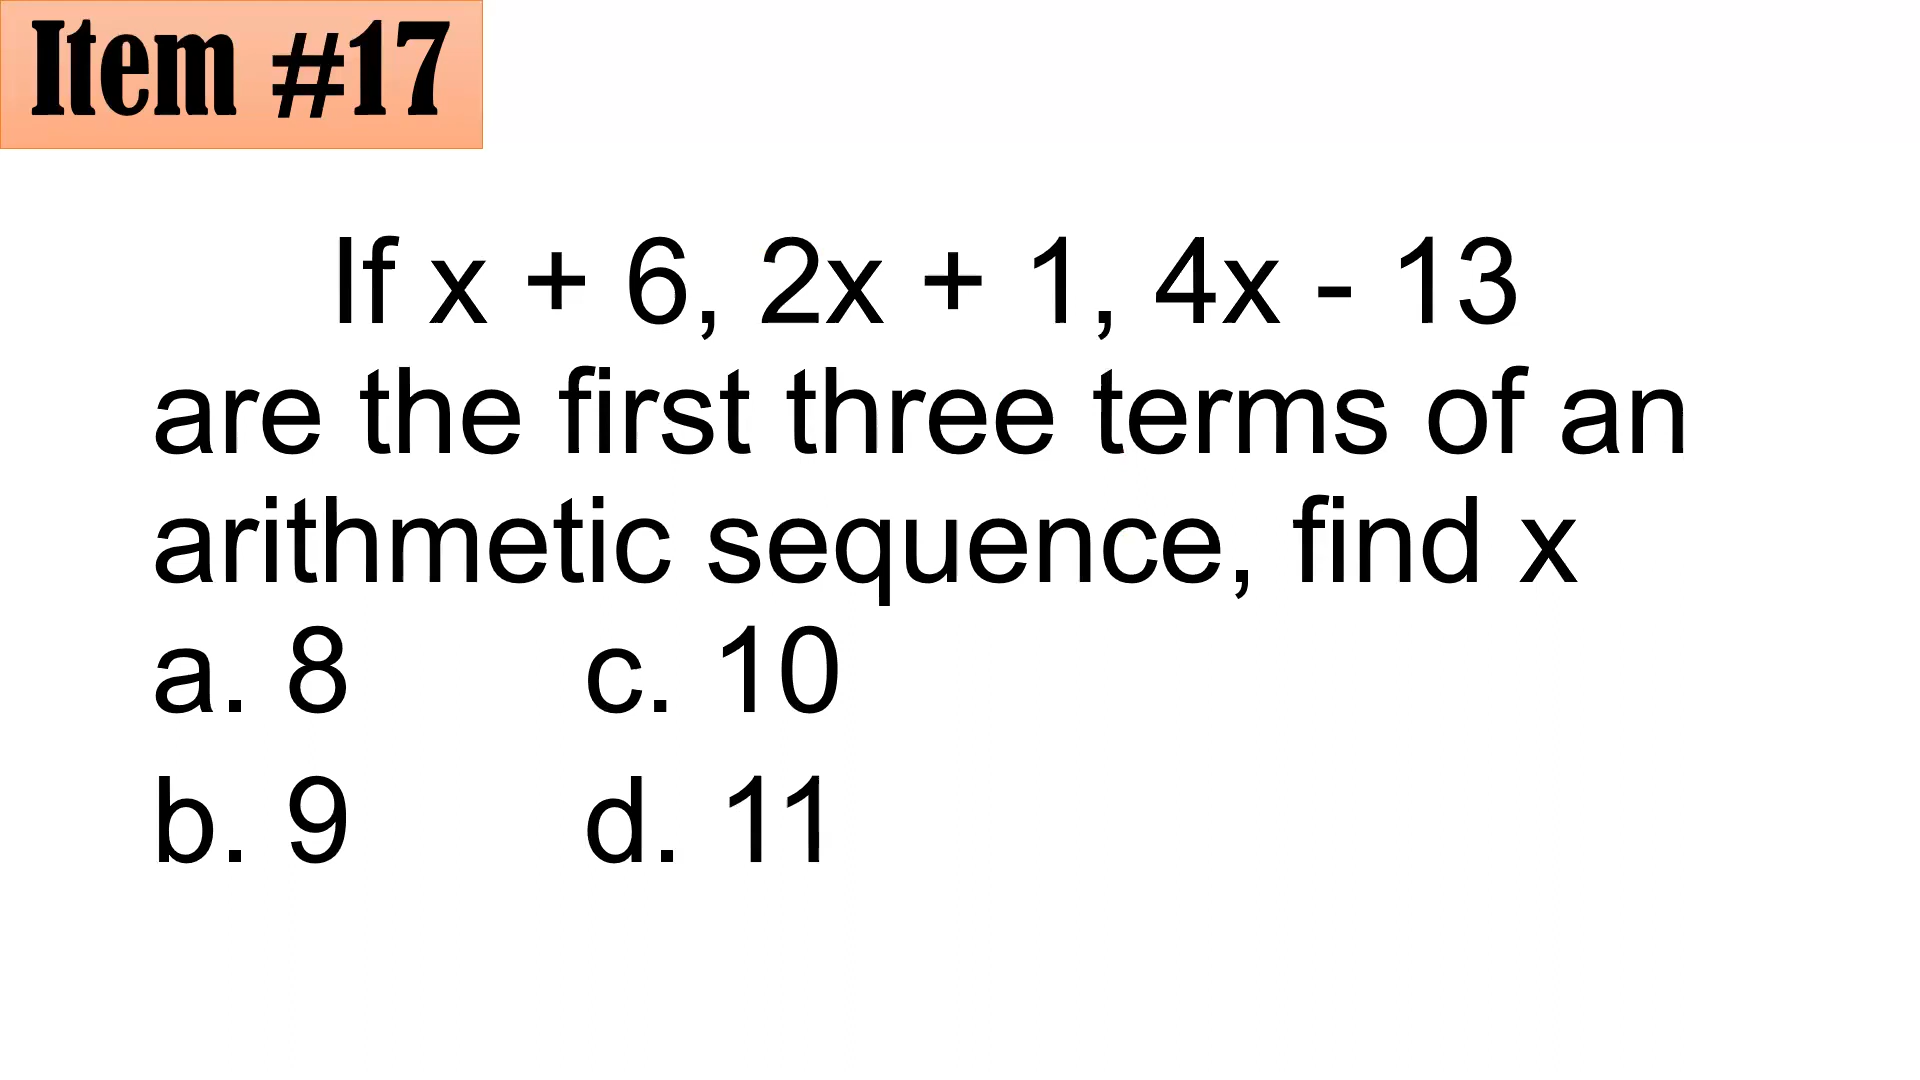 Item #17
If x + 6, 2x + 1, 4x - 13
are the first three terms of an
arithmetic sequence, find x
a. 8 c. 10
b. 9 d. 11